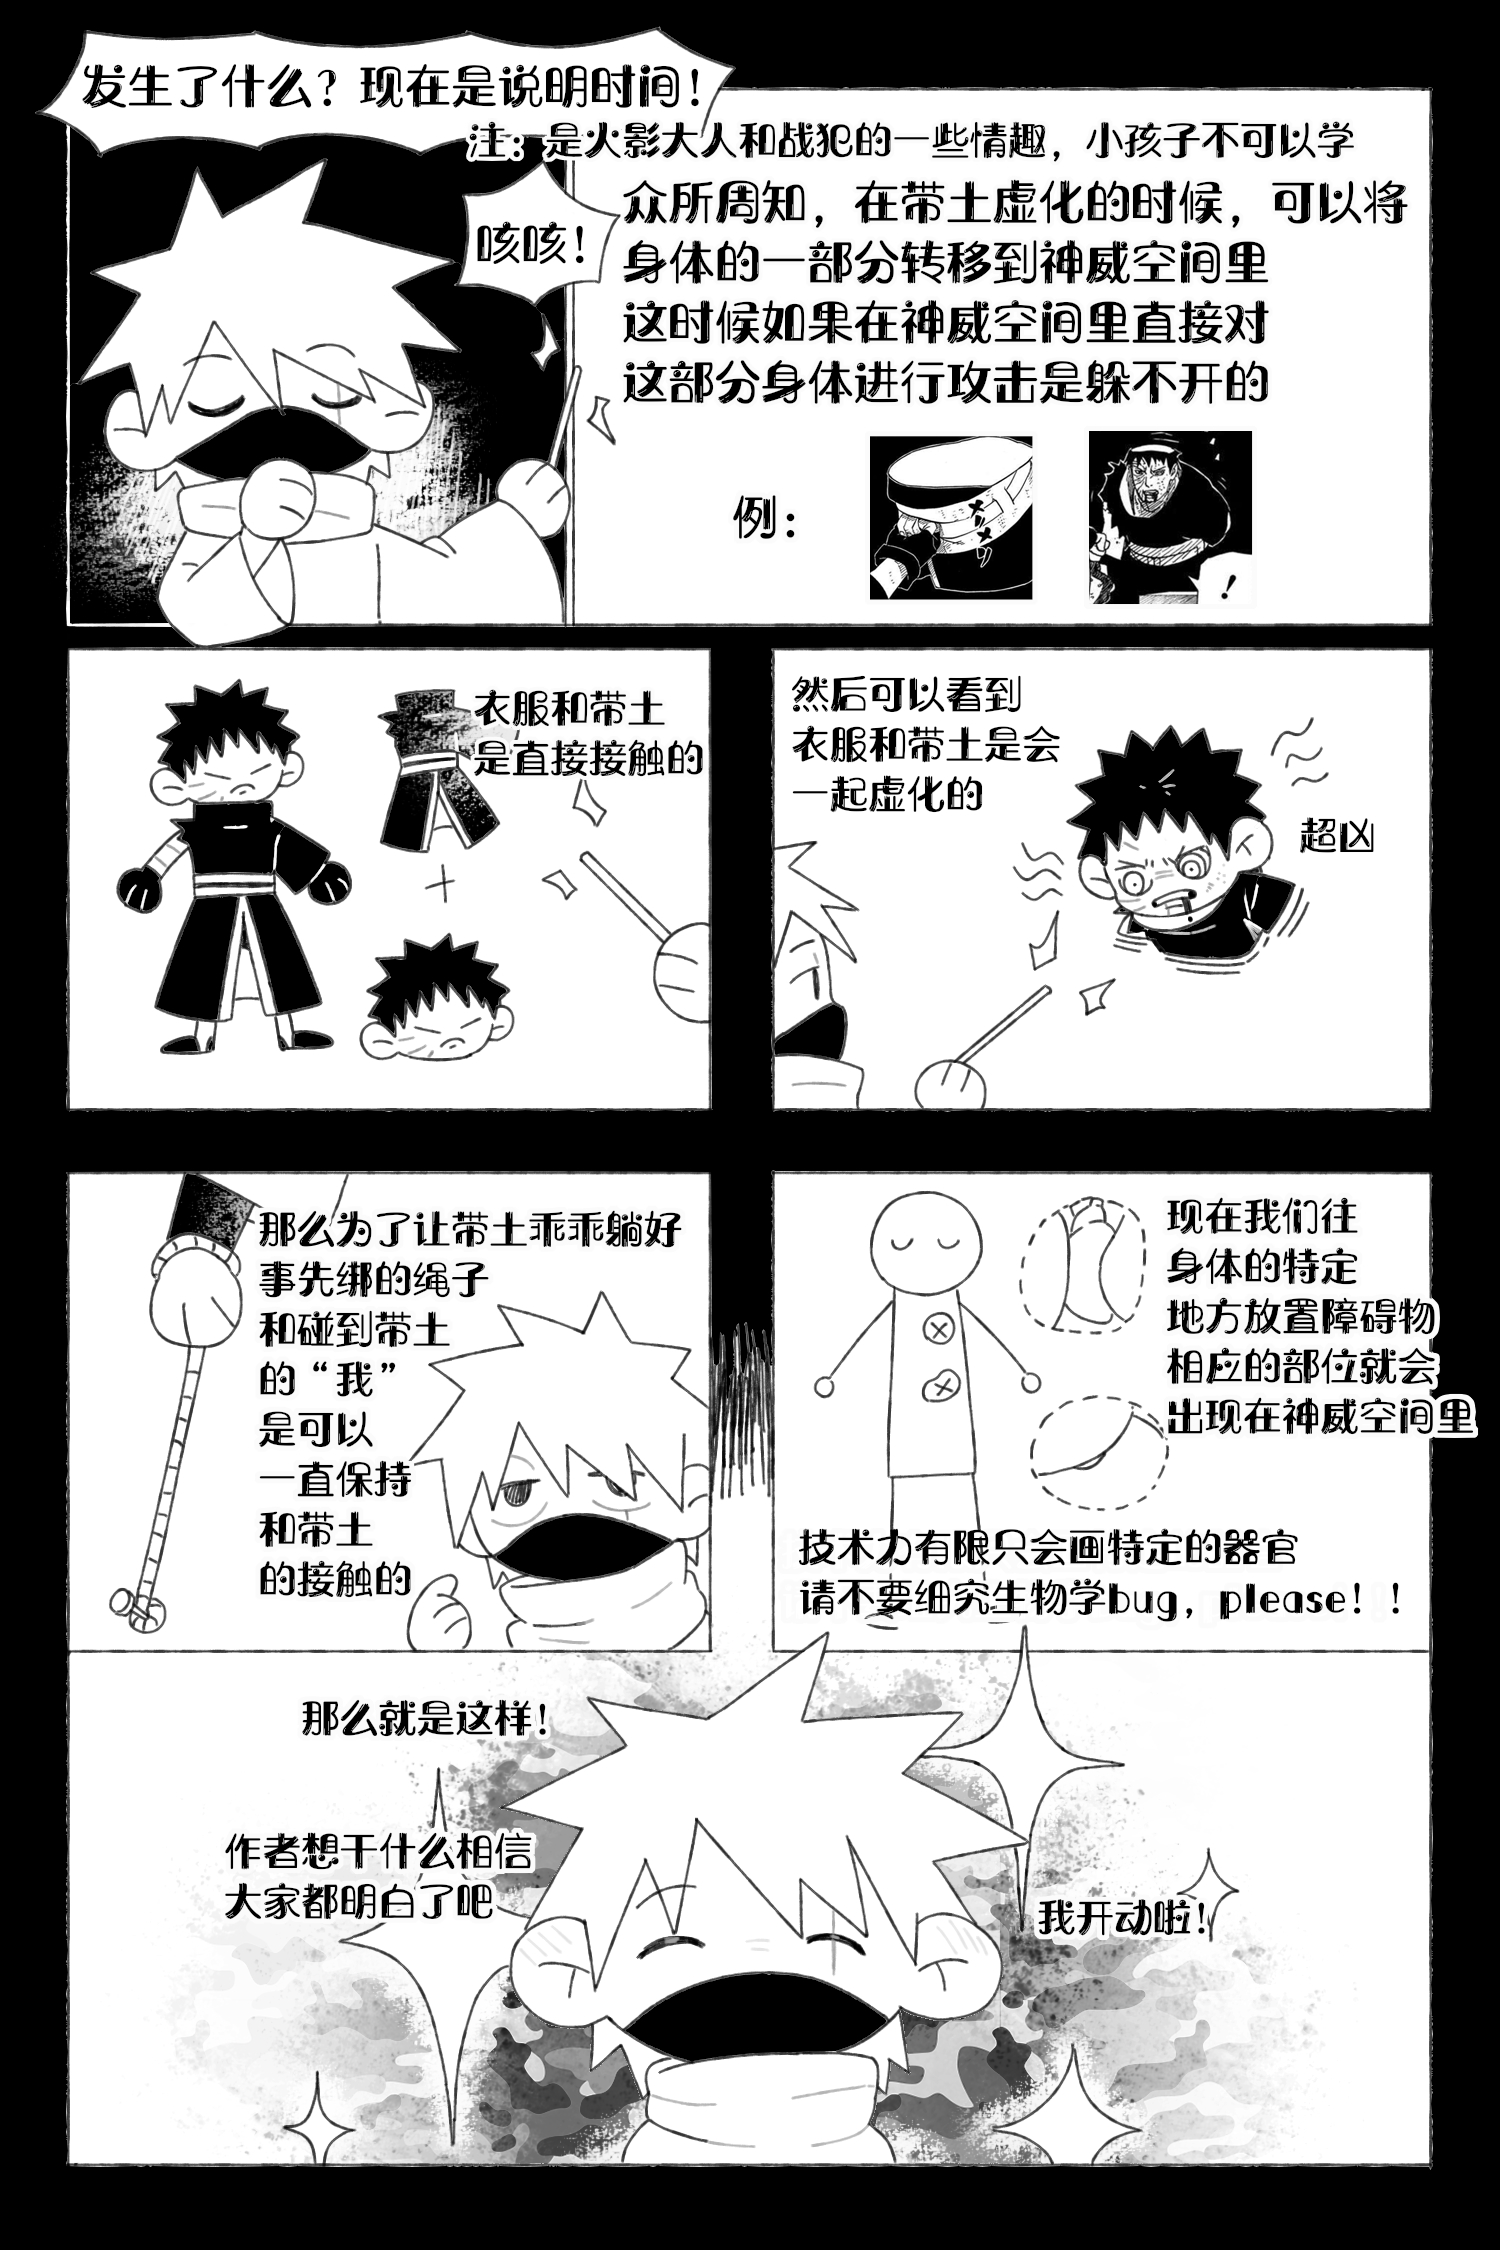 发生了什么？现在是说明时间！
注：是火影大人和战犯的一些情趣，小孩子不可以学
咳咳！
众所周知，在带土虚化的时候，可以将
身体的一部分转移到神威空间里
这时候如果在神威空间里直接对
这部分身体进行攻击是躲不开的
例：
！
衣服和带土
是直接接触的
然后可以看到
衣服和带土是会
一起虚化的
超凶
那么为了让带土乖乖躺好
事先绑的绳子
和碰到带土
的“我”
是可以
一直保持
和带土
的接触的
现在我们往
身体的特定
地方放置障碍物
相应的部位就会
出现在神威空间里
技术力有限只会画特定的器官
请不要细究生物学bug，please！！
那么就是这样！
作者想干什么相信
大家都明白了吧
我开动啦！